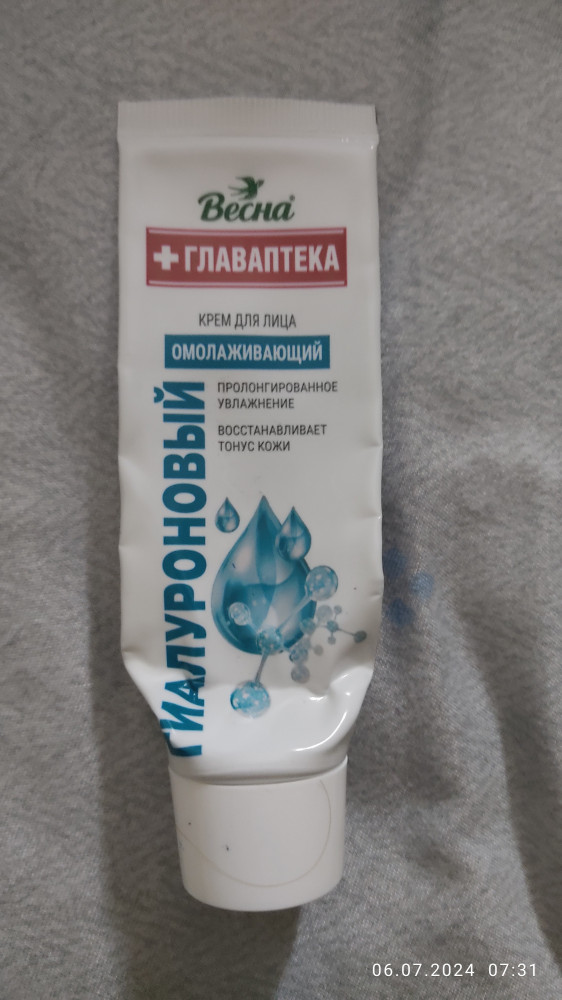 Весна®
ГЛАВАПТЕКА
КРЕМ ДЛЯ ЛИЦА
ОМОЛАЖИВАЮЩИЙ
ГИАЛУРОНОВЫЙ
ПРОЛОНГИРОВАННОЕ
УВЛАЖНЕНИЕ
ВОССТАНАВЛИВАЕТ
ТОНУС КОЖИ
06.07.2024 07:31